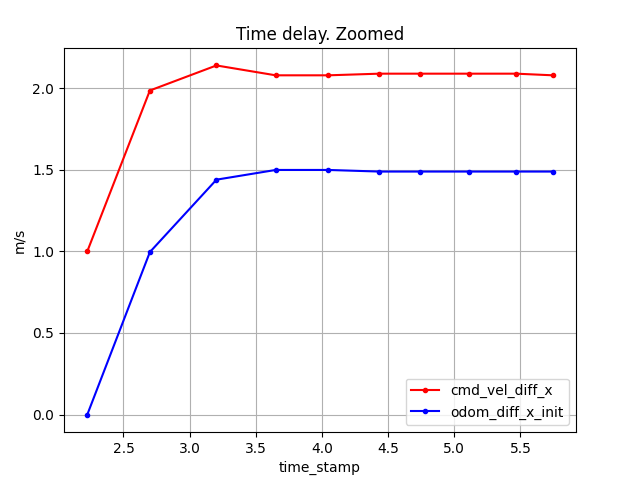 Time delay. Zoomed
m/s
2.0
1.5
1.0
0.5
0.0
2.5 3.0 3.5 4.0 4.5 5.0 5.5
time_stamp
cmd_vel_diff_x
odom_diff_x_init